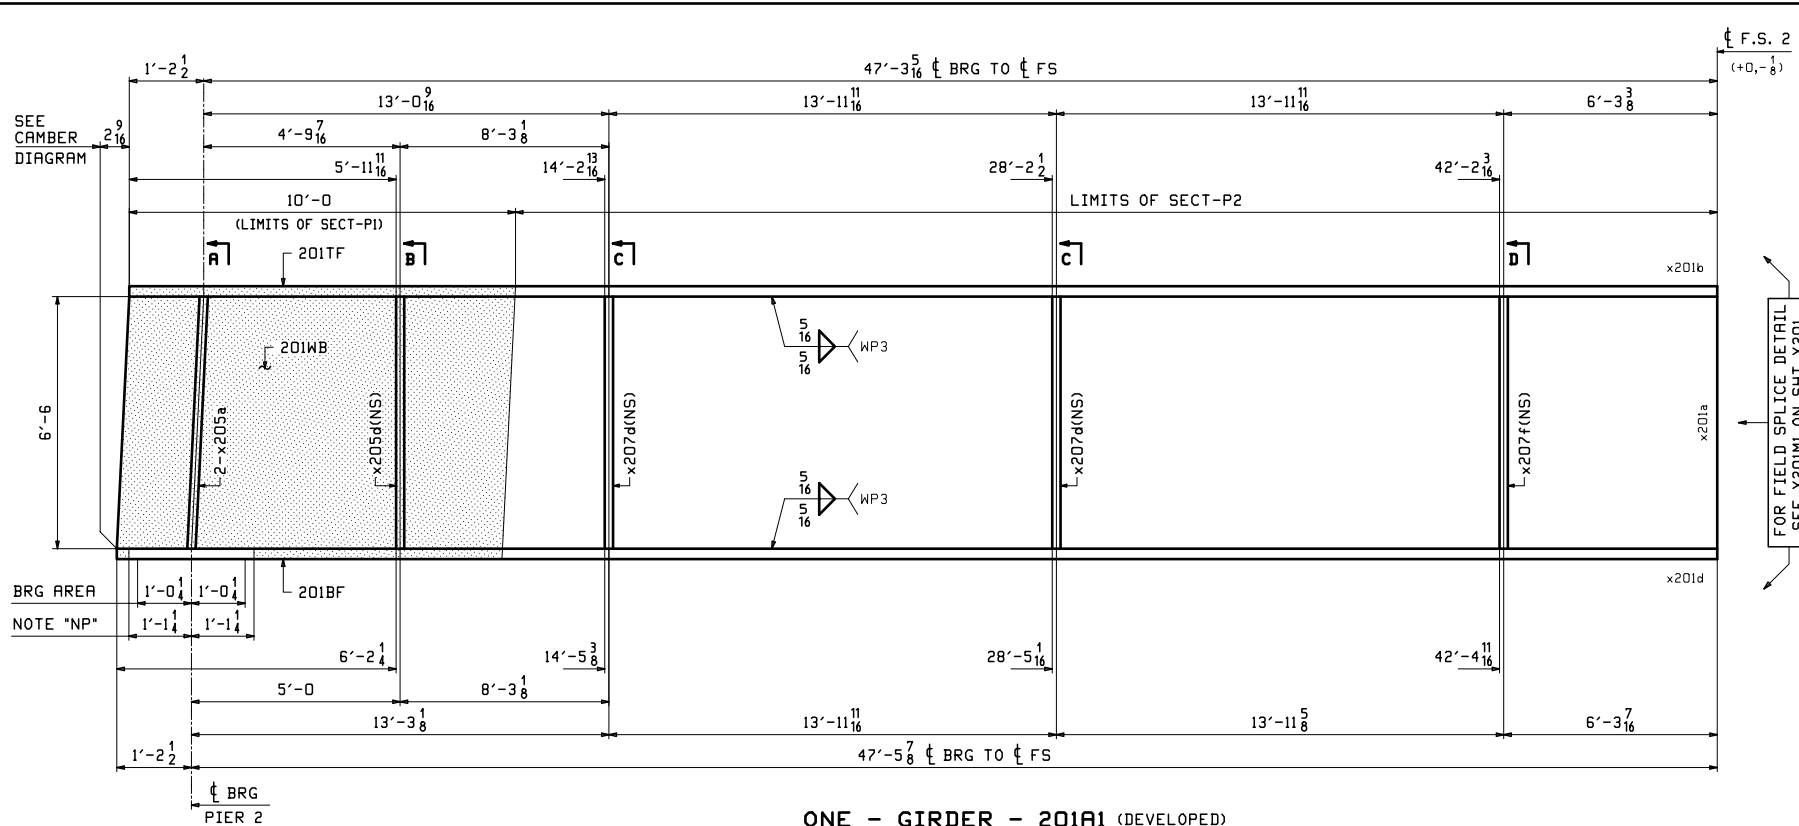 ℄ F.S. 2
(+0,-1/8)
1'-2 1/2
47'-3 5/16 ℄ BRG TO ℄ FS
13'-0 9/16
13'-11 11/16
13'-11 11/16
6'-3 3/8
SEE
CAMBER
DIAGRAM
2 9/16
4'-9 7/16
8'-3 1/8
5'-11 11/16
14'-2 13/16
28'-2 1/2
42'-2 3/16
10'-0
(LIMITS OF SECT-P1)
LIMITS OF SECT-P2
A
201TF
B
C
C
D
x201b
201WB
5/16
5/16
WP3
6'-6
2-x205a
x205d(NS)
x207d(NS)
x207d(NS)
x207f(NS)
x201a
FOR FIELD SPLICE DETAIL
SEE X201M1 ON SHT X201
5/16
5/16
WP3
x201d
BRG AREA
1'-0 1/4
1'-0 1/4
201BF
NOTE "NP"
1'-1 1/4
1'-1 1/4
6'-2 1/4
14'-5 3/8
28'-5 1/16
42'-4 11/16
5'-0
8'-3 1/8
13'-3 1/8
13'-11 11/16
13'-11 5/8
6'-3 7/16
1'-2 1/2
47'-5 7/8 ℄ BRG TO ℄ FS
℄ BRG
PIER 2
ONE - GIRDER - 201A1 (DEVELOPED)